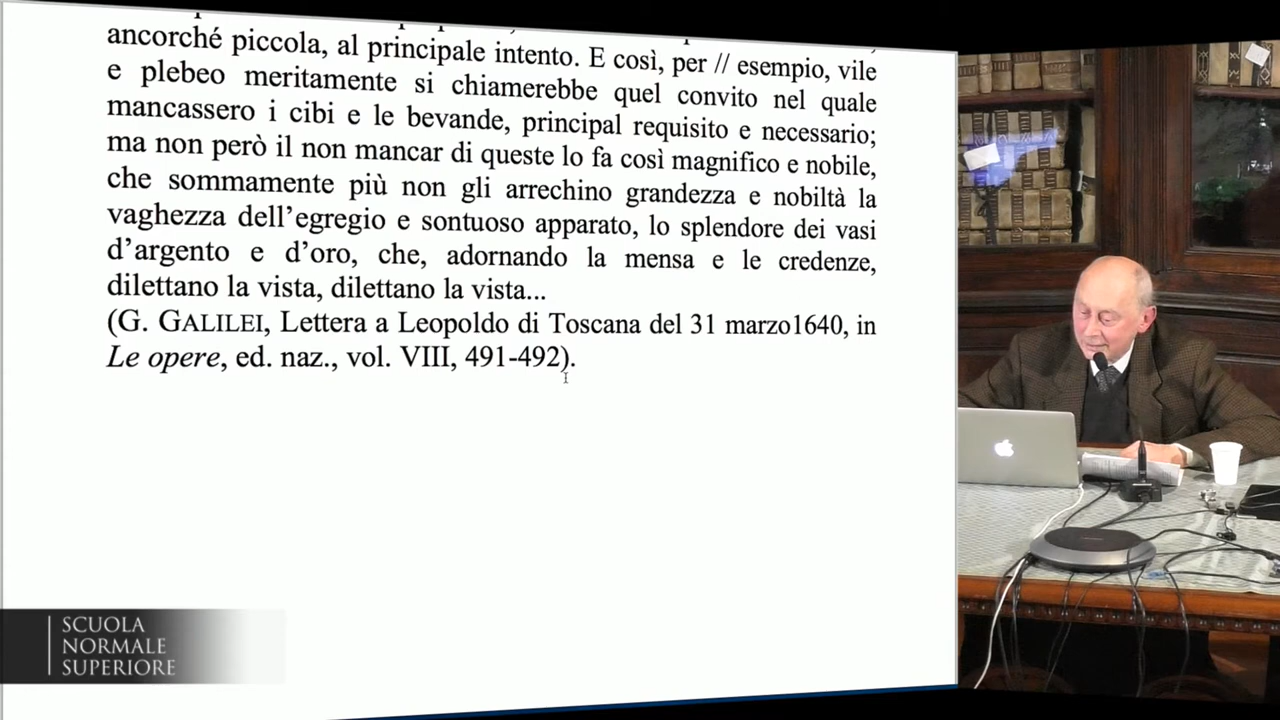 ancorché piccola, al principale intento. E così, per // esempio, vile
e plebeo meritamente si chiamerebbe quel convito nel quale
mancassero i cibi e le bevande, principal requisito e necessario;
ma non però il non mancar di queste lo fa così magnifico e nobile,
che sommamente più non gli arrechino grandezza e nobiltà la
vaghezza dell’egregio e sontuoso apparato, lo splendore dei vasi
d’argento e d’oro, che, adornando la mensa e le credenze,
dilettano la vista, dilettano la vista...
(G. GALILEI, Lettera a Leopoldo di Toscana del 31 marzo1640, in
Le opere, ed. naz., vol. VIII, 491-492).
SCUOLA
NORMALE
SUPERIORE